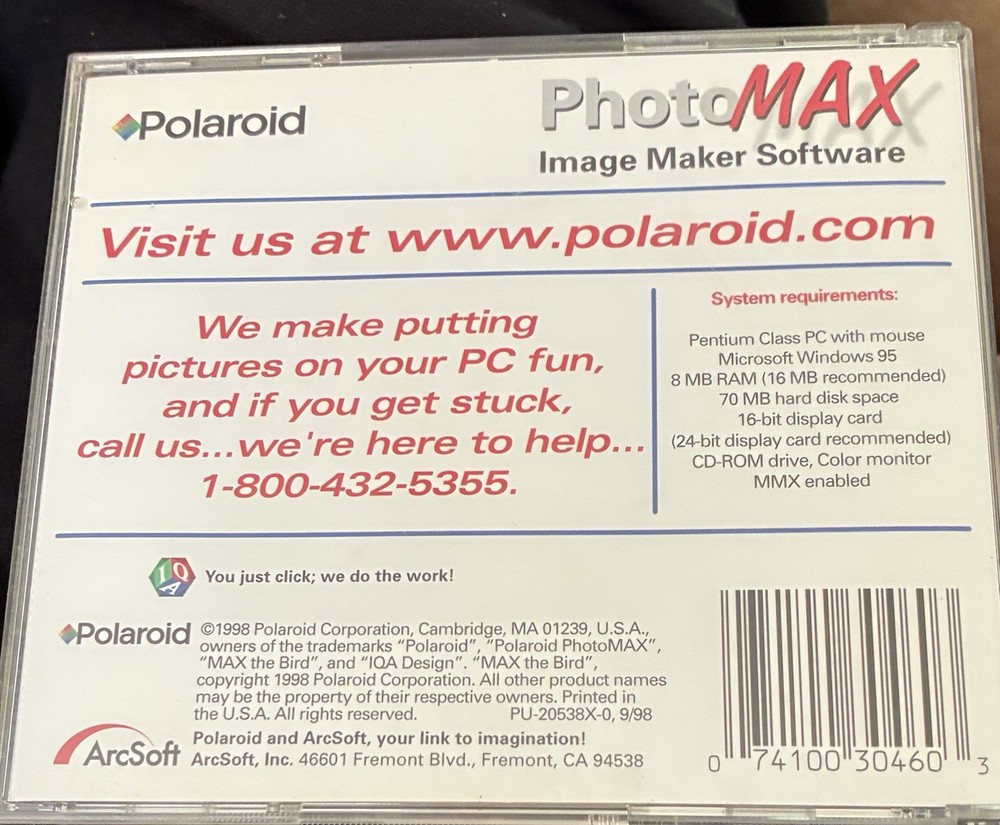 Polaroid
PhotoMAX
Image Maker Software
Visit us at www.polaroid.com
We make putting
pictures on your PC fun,
and if you get stuck,
call us...we're here to help...
1-800-432-5355.
System requirements:
Pentium Class PC with mouse
Microsoft Windows 95
8 MB RAM (16 MB recommended)
70 MB hard disk space
16-bit display card
(24-bit display card recommended)
CD-ROM drive, Color monitor
MMX enabled
IQA
You just click; we do the work!
Polaroid
©1998 Polaroid Corporation, Cambridge, MA 01239, U.S.A.,
owners of the trademarks “Polaroid”, “Polaroid PhotoMAX”,
“MAX the Bird”, and “IQA Design”. “MAX the Bird”,
copyright 1998 Polaroid Corporation. All other product names
may be the property of their respective owners. Printed in
the U.S.A. All rights reserved. PU-20538X-0, 9/98
ArcSoft
Polaroid and ArcSoft, your link to imagination!
ArcSoft, Inc. 46601 Fremont Blvd., Fremont, CA 94538
0 74100 30460 3